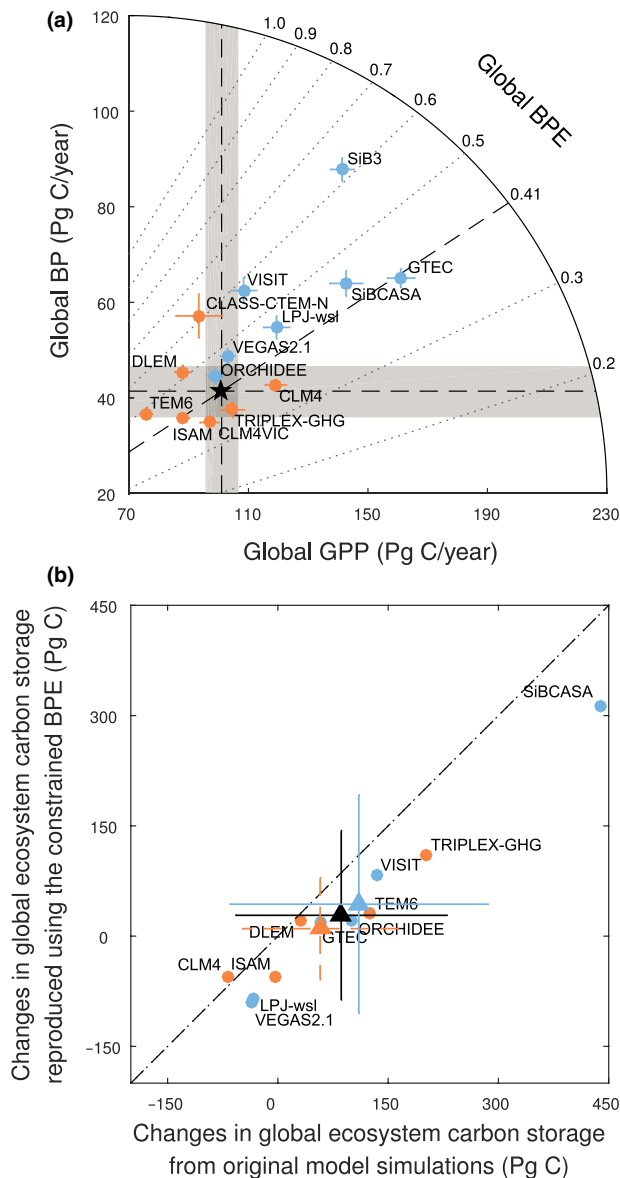 (a)
120
100
80
60
40
20
Global BP (Pg C/year)
1.0
0.9
0.8
0.7
0.6
0.5
0.41
0.3
0.2
Global BPE
SiB3
GTEC
SiBCASA
VISIT
CLASS-CTEM-N
LPJ-wsl
VEGAS2.1
DLEM
ORCHIDEE
CLM4
TEM6
TRIPLEX-GHG
ISAM
CLM4VIC
70
110
150
190
230
Global GPP (Pg C/year)
(b)
450
300
150
0
−150
Changes in global ecosystem carbon storage
reproduced using the constrained BPE (Pg C)
SiBCASA
TRIPLEX-GHG
VISIT
TEM6
DLEM
GTEC
ORCHIDEE
CLM4
ISAM
LPJ-wsl
VEGAS2.1
−150
0
150
300
450
Changes in global ecosystem carbon storage
from original model simulations (Pg C)